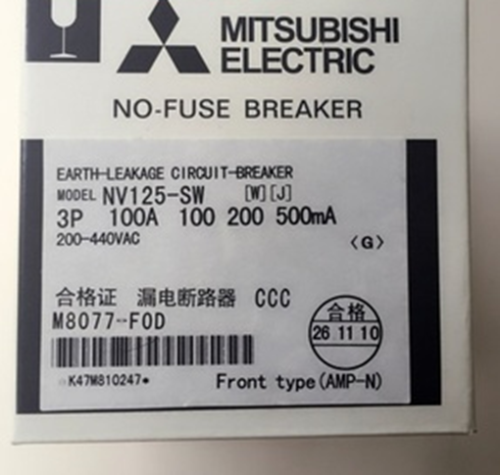 MITSUBISHI
ELECTRIC
NO-FUSE BREAKER
EARTH-LEAKAGE CIRCUIT-BREAKER
MODEL NV125-SW [W][J]
3P 100A 100 200 500mA
200-440VAC
〈G〉
合格证 漏电断路器 CCC
M8077-F0D
合格
26 11 10
*K47M810247*
Front type(AMP-N)